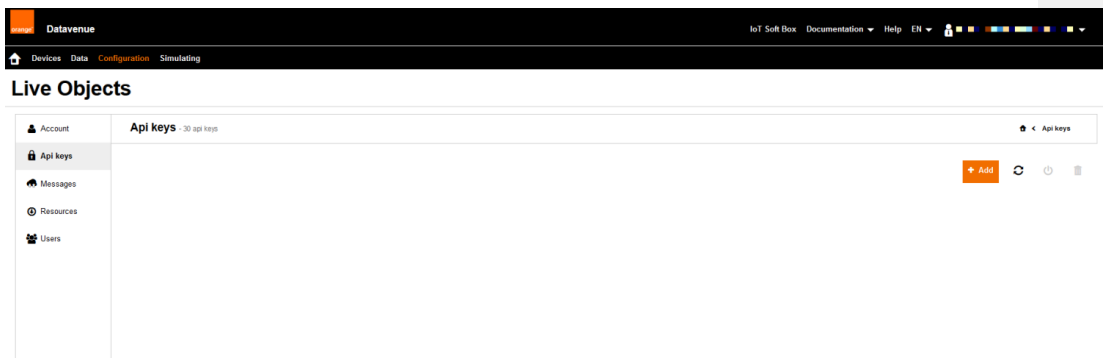 orange Datavenue IoT Soft Box Documentation Help EN
Devices Data Configuration Simulating
Live Objects
Account
Api keys - 30 api keys
Api keys
Api keys
+ Add
Messages
Resources
Users